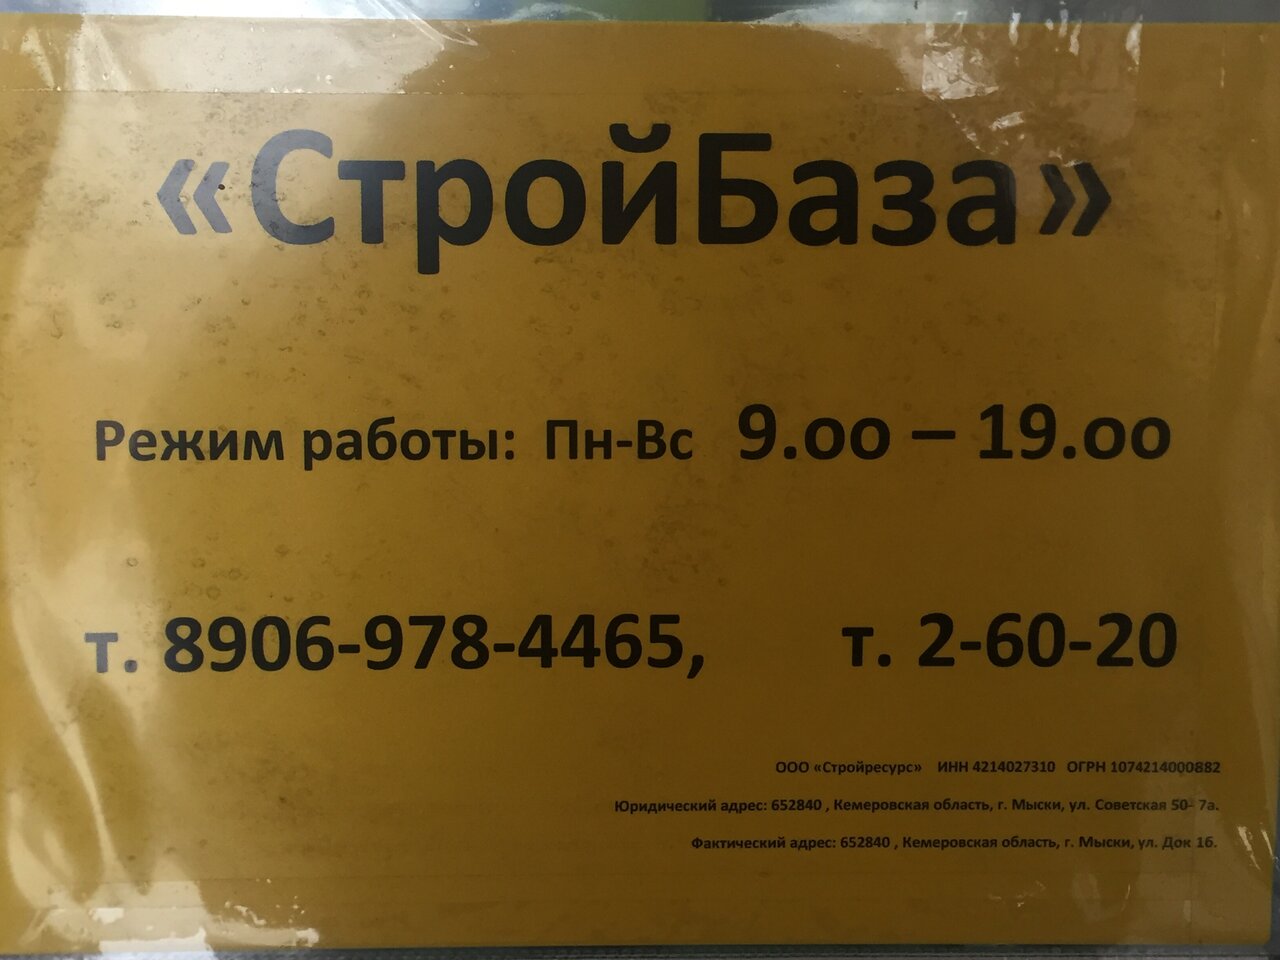 «СтройБаза»
Режим работы: Пн-Вс 9.оо – 19.оо
т. 8906-978-4465, т. 2-60-20
ООО «Стройресурс» ИНН 4214027310 ОГРН 1074214000882
Юридический адрес: 652840 , Кемеровская область, г. Мыски, ул. Советская 50- 7а.
Фактический адрес: 652840 , Кемеровская область, г. Мыски, ул. Док 1б.